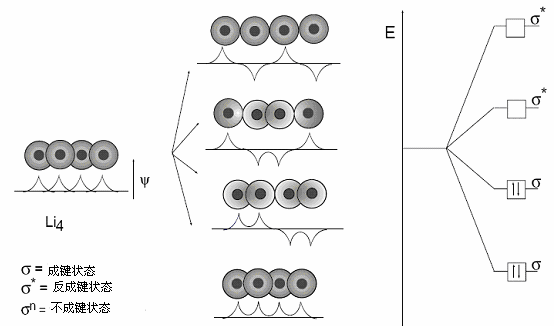 E
σ*
σ*
ψ
σ
Li₄
σ
σ = 成键状态
σ* = 反成键状态
σⁿ = 不成键状态